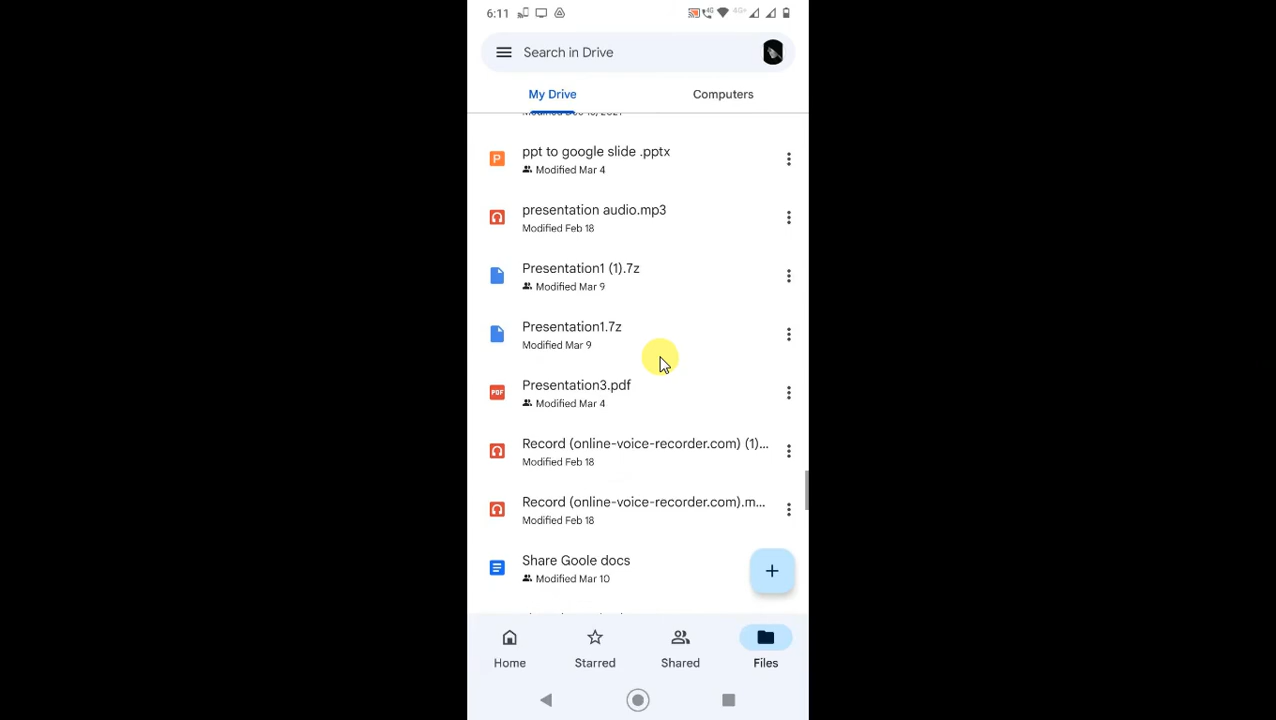 6:11
4G
4G+
Search in Drive
My Drive
Computers
ppt to google slide .pptx
Modified Mar 4
presentation audio.mp3
Modified Feb 18
Presentation1 (1).7z
Modified Mar 9
Presentation1.7z
Modified Mar 9
PDF
Presentation3.pdf
Modified Mar 4
Record (online-voice-recorder.com) (1)...
Modified Feb 18
Record (online-voice-recorder.com).m...
Modified Feb 18
Share Goole docs
Modified Mar 10
Home
Starred
Shared
Files